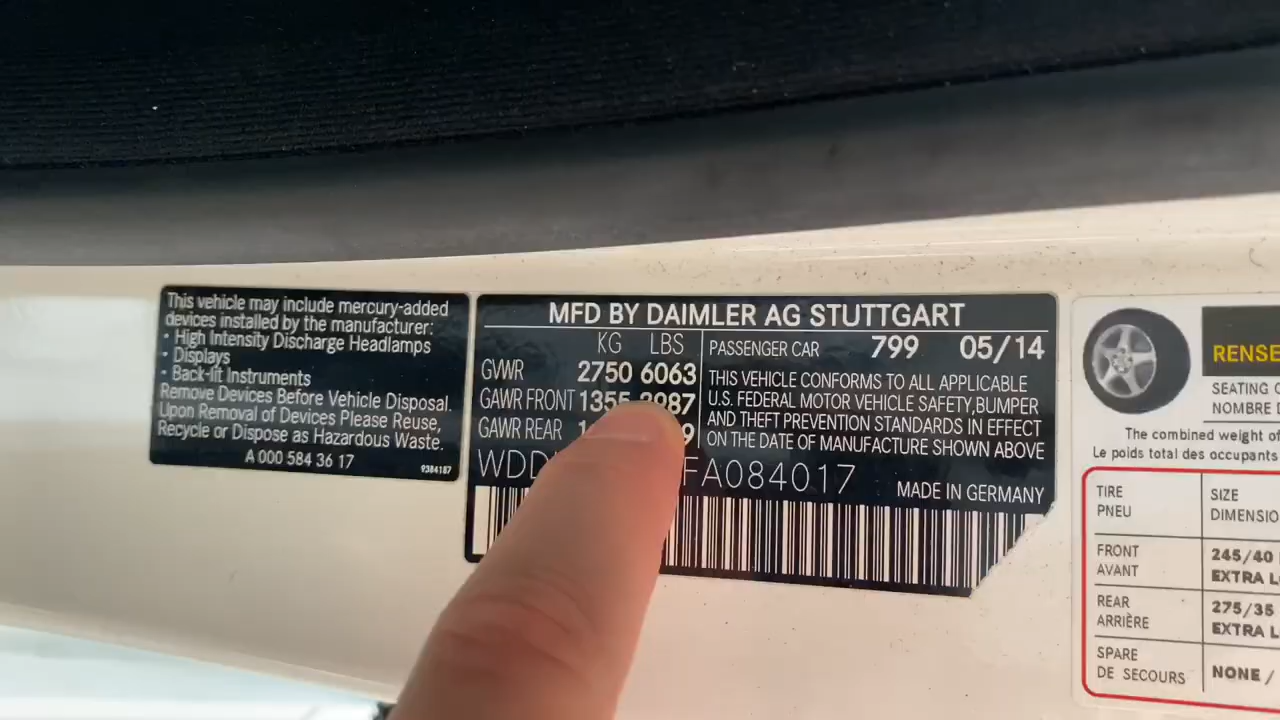 This vehicle may include mercury-added
devices installed by the manufacturer:
· High Intensity Discharge Headlamps
· Displays
· Back-lit Instruments
Remove Devices Before Vehicle Disposal.
Upon Removal of Devices Please Reuse,
Recycle or Dispose as Hazardous Waste.
A 000 584 36 17
9384187
MFD BY DAIMLER AG STUTTGART
KG LBS
GVWR 2750 6063
GAWR FRONT 1355
GAWR REAR
FA084017
PASSENGER CAR 799 05/14
THIS VEHICLE CONFORMS TO ALL APPLICABLE
U.S. FEDERAL MOTOR VEHICLE SAFETY,BUMPER
AND THEFT PREVENTION STANDARDS IN EFFECT
ON THE DATE OF MANUFACTURE SHOWN ABOVE
MADE IN GERMANY
RENSE
SEATING
NOMBRE
The combined weight of
Le poids total des occupants
TIRE SIZE
PNEU DIMENSIO
FRONT 245/40
AVANT EXTRA L
REAR 275/35
ARRIÈRE EXTRA L
SPARE
DE SECOURS NONE /